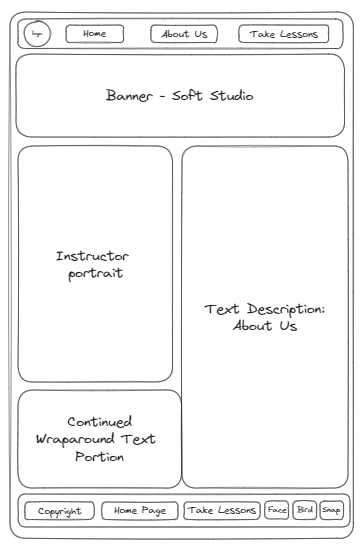 logo
Home
About Us
Take Lessons
Banner - Soft Studio
Instructor
portrait
Text Description:
About Us
Continued
Wraparound Text
Portion
Copyright
Home Page
Take Lessons
Face
Bird
Snap